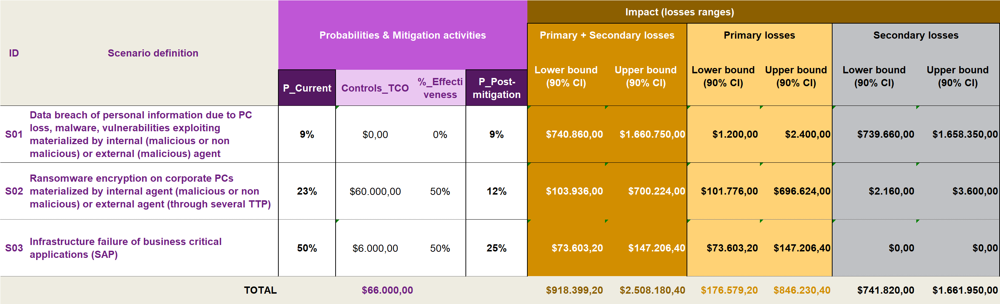 Impact (losses ranges)
Probabilities & Mitigation activities
Primary + Secondary losses
Primary losses
Secondary losses
ID
Scenario definition
P_Current
Controls_TCO
%_Effecti
veness
P_Post-
mitigation
Lower bound
(90% CI)
Upper bound
(90% CI)
Lower bound
(90% CI)
Upper bound
(90% CI)
Lower bound
(90% CI)
Upper bound
(90% CI)
S01
Data breach of personal information due to PC
loss, malware, vulnerabilities exploiting
materialized by internal (malicious or non
malicious) or external (malicious) agent
9%
$0,00
0%
9%
$740.860,00
$1.660.750,00
$1.200,00
$2.400,00
$739.660,00
$1.658.350,00
S02
Ransomware encryption on corporate PCs
materialized by internal agent (malicious or non
malicious) or external agent (through several TTP)
23%
$60.000,00
50%
12%
$103.936,00
$700.224,00
$101.776,00
$696.624,00
$2.160,00
$3.600,00
S03
Infrastructure failure of business critical
applications (SAP)
50%
$6.000,00
50%
25%
$73.603,20
$147.206,40
$73.603,20
$147.206,40
$0,00
$0,00
TOTAL
$66.000,00
$918.399,20
$2.508.180,40
$176.579,20
$846.230,40
$741.820,00
$1.661.950,00